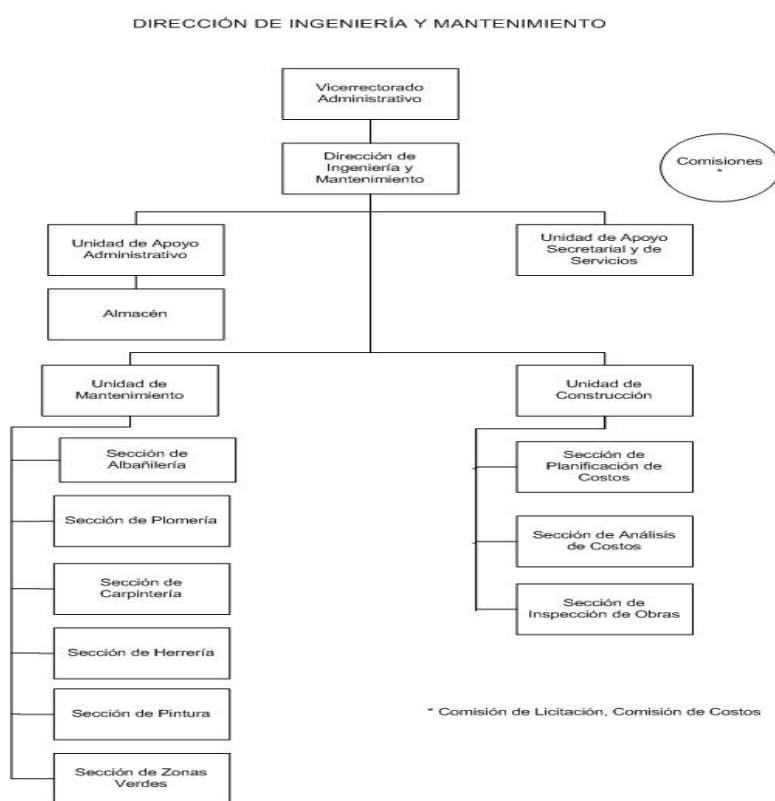 DIRECCIÓN DE INGENIERÍA Y MANTENIMIENTO
Vicerrectorado
Administrativo
Dirección de
Ingeniería y
Mantenimiento
Comisiones
*
Unidad de Apoyo
Administrativo
Unidad de Apoyo
Secretarial y de
Servicios
Almacén
Unidad de
Mantenimiento
Unidad de
Construcción
Sección de
Albañilería
Sección de Plomería
Sección de
Carpintería
Sección de Herrería
Sección de Pintura
Sección de Zonas
Verdes
Sección de
Planificación de
Costos
Sección de Análisis
de Costos
Sección de
Inspección de Obras
* Comisión de Licitación, Comisión de Costos